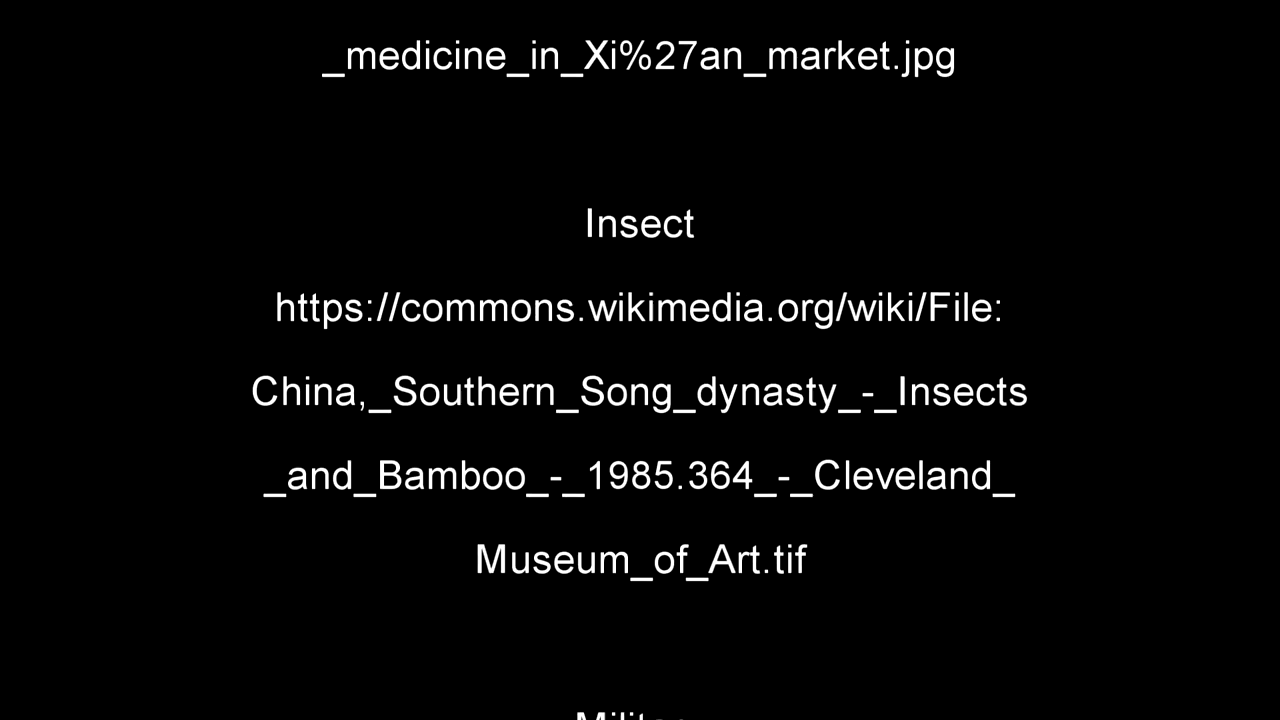 _medicine_in_Xi%27an_market.jpg
Insect
https://commons.wikimedia.org/wiki/File:
China,_Southern_Song_dynasty_-_Insects
_and_Bamboo_-_1985.364_-_Cleveland_
Museum_of_Art.tif